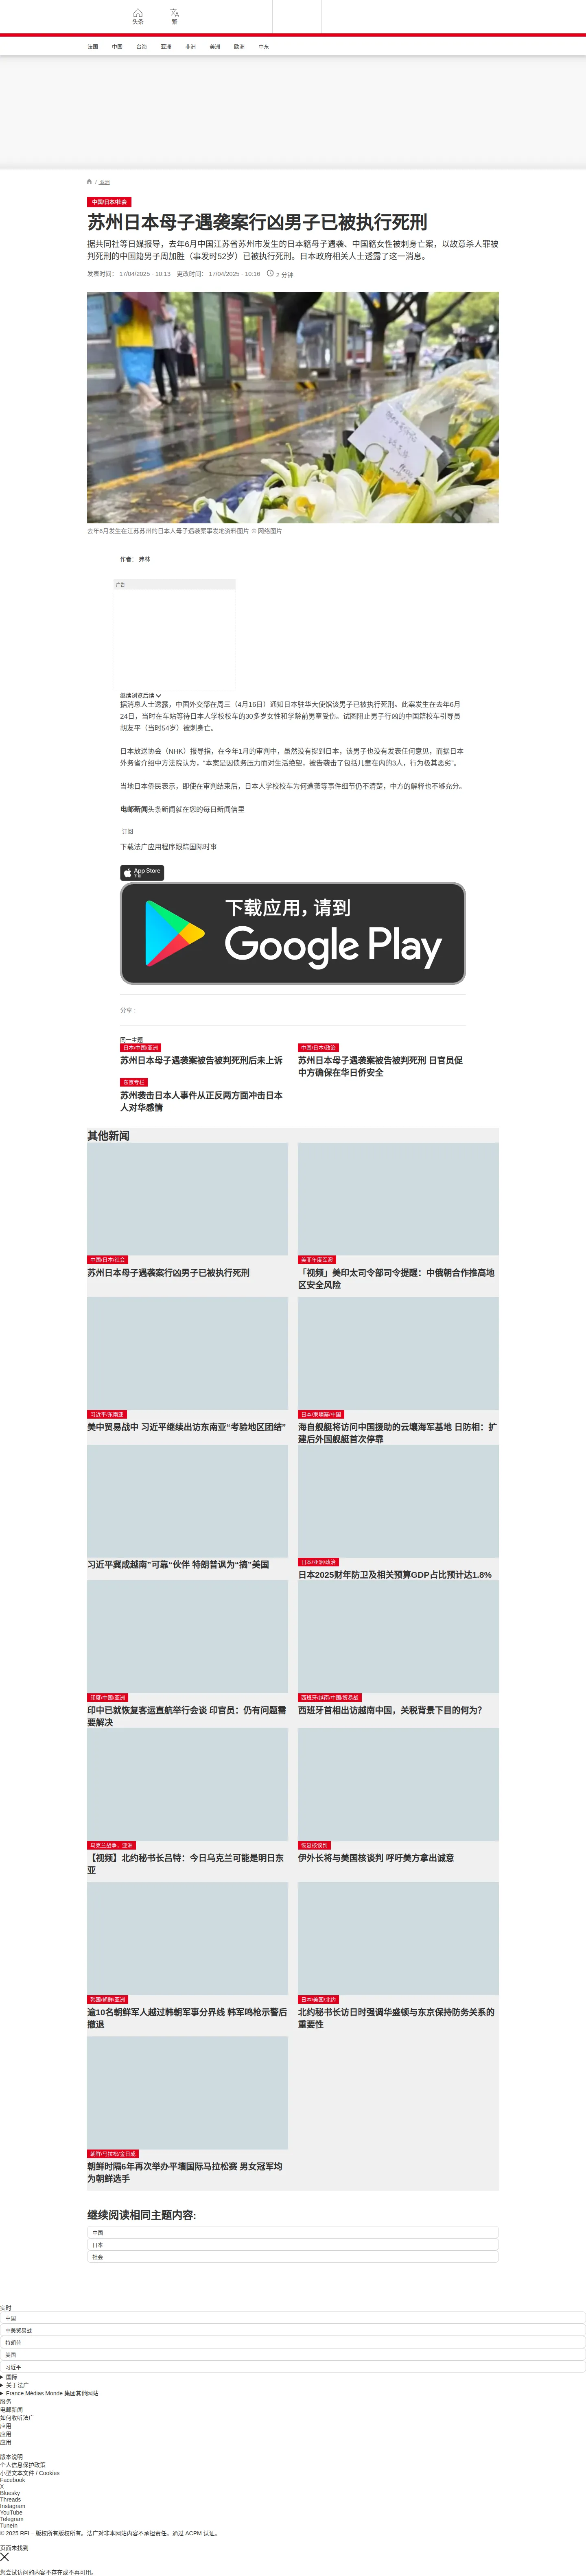 头条
繁
法国
中国
台海
亚洲
非洲
美洲
欧洲
中东
/ 亚洲
中国/日本/社会
苏州日本母子遇袭案行凶男子已被执行死刑
据共同社等日媒报导，去年6月中国江苏省苏州市发生的日本籍母子遇袭、中国籍女性被刺身亡案，以故意杀人罪被
判死刑的中国籍男子周加胜（事发时52岁）已被执行死刑。日本政府相关人士透露了这一消息。
发表时间： 17/04/2025 - 10:13 更改时间： 17/04/2025 - 10:16 2 分钟
去年6月发生在江苏苏州的日本人母子遇袭案事发地资料图片 © 网络图片
作者： 弗林
广告
继续浏览后续
据消息人士透露，中国外交部在周三（4月16日）通知日本驻华大使馆该男子已被执行死刑。此案发生在去年6月
24日，当时在车站等待日本人学校校车的30多岁女性和学龄前男童受伤。试图阻止男子行凶的中国籍校车引导员
胡友平（当时54岁）被刺身亡。
日本放送协会（NHK）报导指，在今年1月的审判中，虽然没有提到日本，该男子也没有发表任何意见，而据日本
外务省介绍中方法院认为，“本案是因债务压力而对生活绝望，被告袭击了包括儿童在内的3人，行为极其恶劣”。
当地日本侨民表示，即使在审判结束后，日本人学校校车为何遭袭等事件细节仍不清楚，中方的解释也不够充分。
电邮新闻头条新闻就在您的每日新闻信里
订阅
下载法广应用程序跟踪国际时事
App Store
下载
下载应用，请到
Google Play
分享 :
同一主题
日本/中国/亚洲
苏州日本母子遇袭案被告被判死刑后未上诉
中国/日本/政治
苏州日本母子遇袭案被告被判死刑 日官员促
中方确保在华日侨安全
东京专栏
苏州袭击日本人事件从正反两方面冲击日本
人对华感情
其他新闻
中国/日本/社会
苏州日本母子遇袭案行凶男子已被执行死刑
美菲年度军演
「视频」美印太司令部司令提醒：中俄朝合作推高地
区安全风险
习近平/东南亚
美中贸易战中 习近平继续出访东南亚“考验地区团结”
日本/柬埔寨/中国
海自舰艇将访问中国援助的云壤海军基地 日防相：扩
建后外国舰艇首次停靠
习近平冀成越南“可靠“伙伴 特朗普讽为“搞”美国
日本/亚洲/政治
日本2025财年防卫及相关预算GDP占比预计达1.8%
印度/中国/亚洲
印中已就恢复客运直航举行会谈 印官员：仍有问题需
要解决
西班牙/越南/中国/贸易战
西班牙首相出访越南中国，关税背景下目的何为？
乌克兰战争、亚洲
【视频】北约秘书长吕特：今日乌克兰可能是明日东
亚
恢复核谈判
伊外长将与美国核谈判 呼吁美方拿出诚意
韩国/朝鲜/亚洲
逾10名朝鲜军人越过韩朝军事分界线 韩军鸣枪示警后
撤退
日本/美国/北约
北约秘书长访日时强调华盛顿与东京保持防务关系的
重要性
朝鲜/马拉松/金日成
朝鲜时隔6年再次举办平壤国际马拉松赛 男女冠军均
为朝鲜选手
继续阅读相同主题内容:
中国
日本
社会
实时
中国
中美贸易战
特朗普
美国
习近平
国际
关于法广
France Médias Monde 集团其他网站
服务
电邮新闻
如何收听法广
应用
应用
应用
版本说明
个人信息保护政策
小型文本文件 / Cookies
Facebook
X
Bluesky
Threads
Instagram
YouTube
Telegram
TuneIn
© 2025 RFI – 版权所有版权所有。法广对非本网站内容不承担责任。通过 ACPM 认证。
页面未找到
您尝试访问的内容不存在或不再可用。